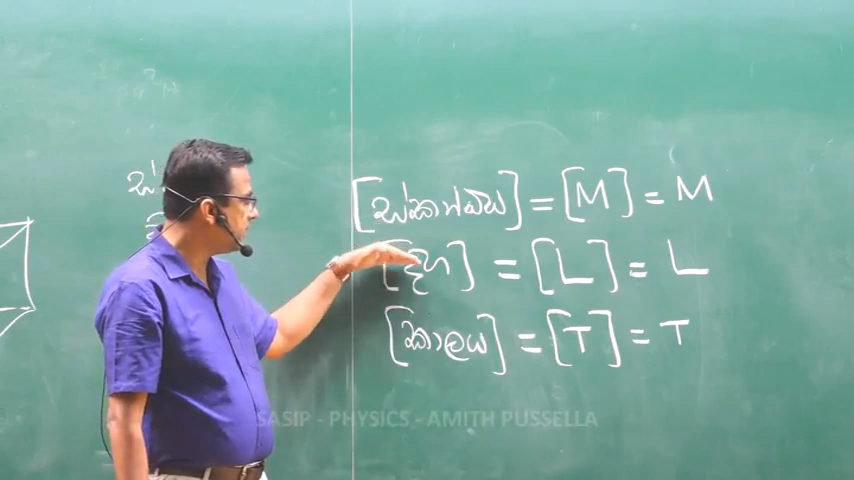 [ස්කන්ධය] = [M] = M
[දිග] = [L] = L
[කාලය] = [T] = T
SASIP - PHYSICS - AMITH PUSSELLA